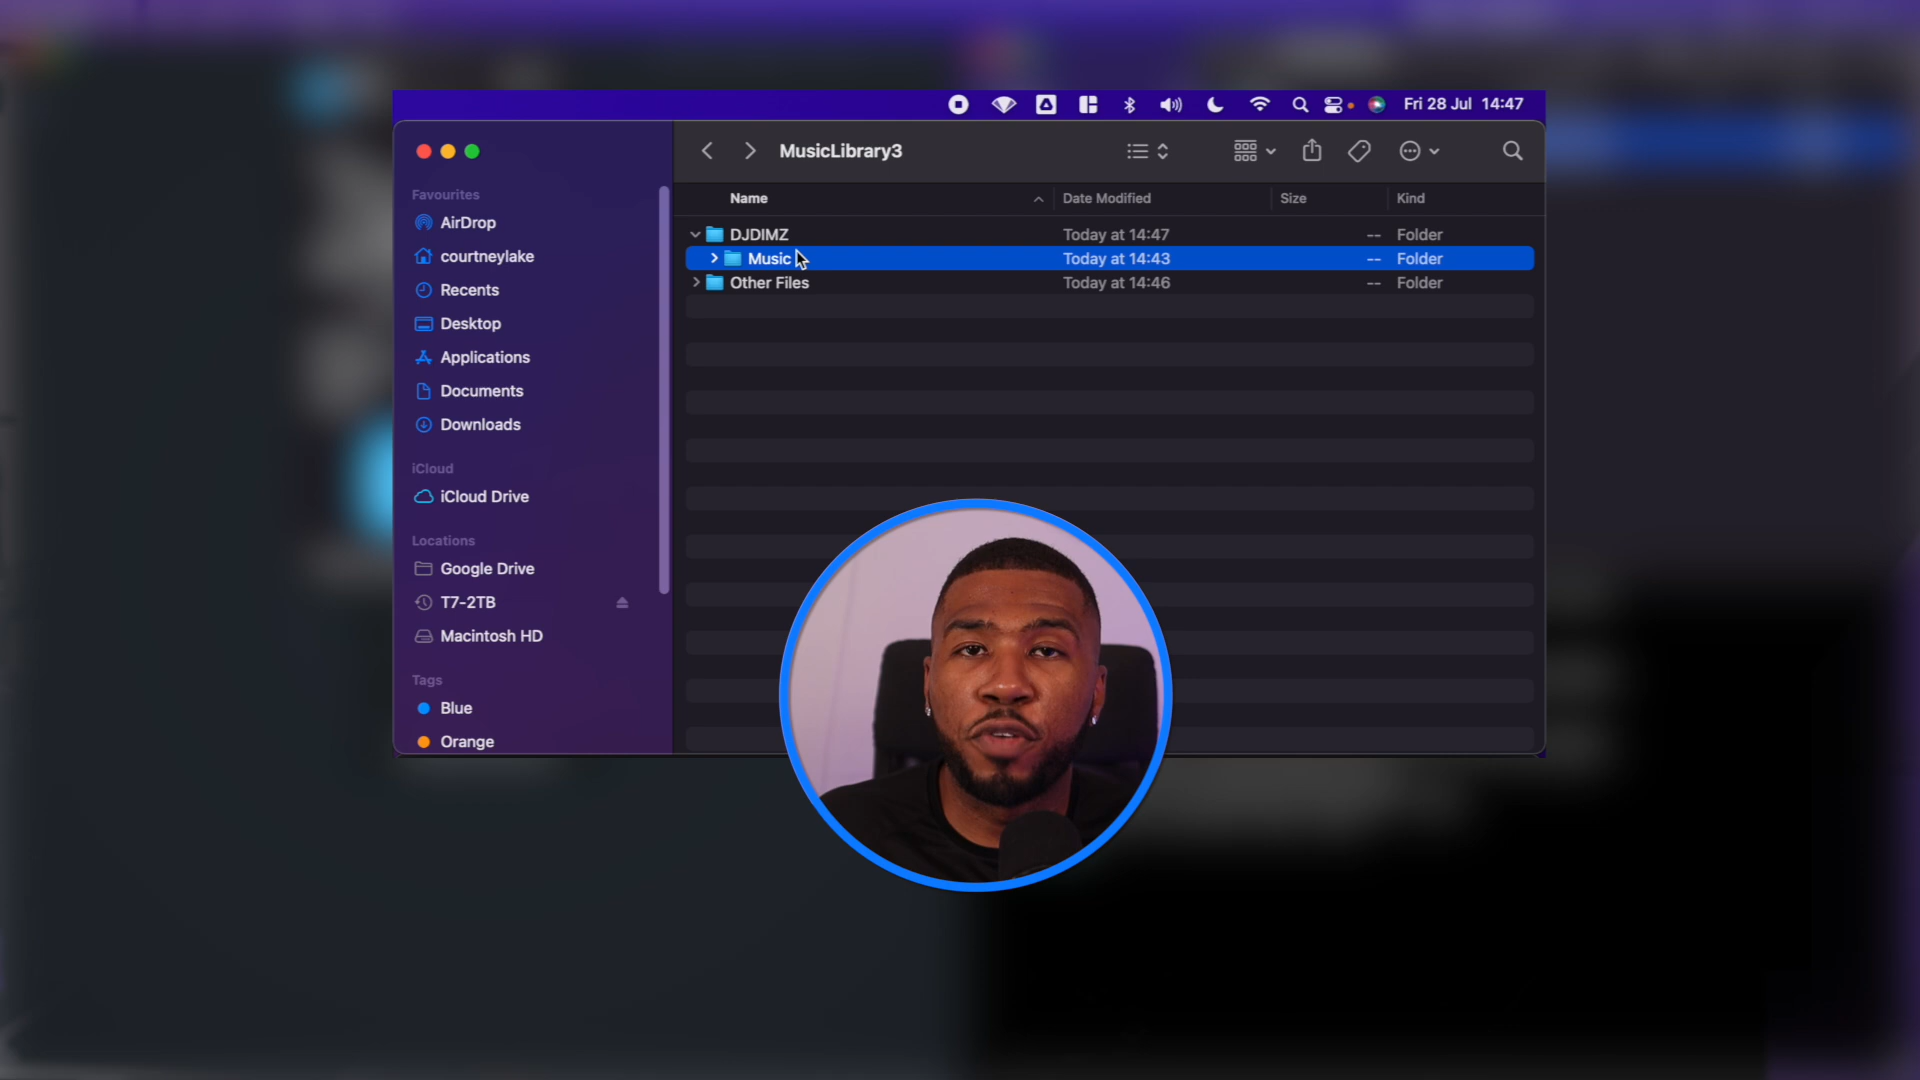 Fri 28 Jul 14:47
MusicLibrary3
Name Date Modified Size Kind
DJDIMZ Today at 14:47 -- Folder
Music Today at 14:43 -- Folder
Other Files Today at 14:46 -- Folder
Favourites
AirDrop
courtneylake
Recents
Desktop
Applications
Documents
Downloads
iCloud
iCloud Drive
Locations
Google Drive
T7-2TB
Macintosh HD
Tags
Blue
Orange